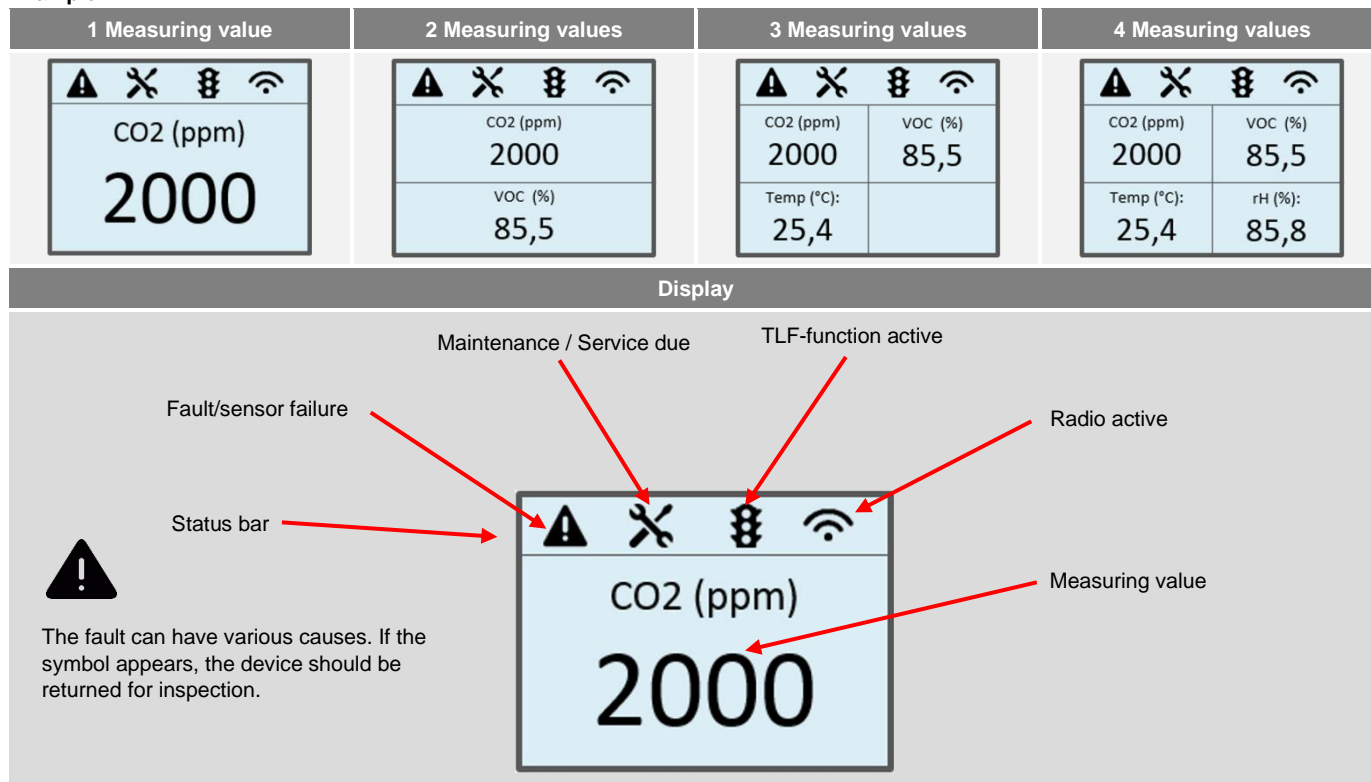 1 Measuring value
2 Measuring values
3 Measuring values
4 Measuring values
CO2 (ppm)
2000
CO2 (ppm)
2000
VOC (%)
85,5
CO2 (ppm)
VOC (%)
2000
85,5
Temp (°C):
25,4
CO2 (ppm)
VOC (%)
2000
85,5
Temp (°C):
rH (%):
25,4
85,8
Display
Maintenance / Service due
TLF-function active
Fault/sensor failure
Radio active
Status bar
CO2 (ppm)
2000
Measuring value
The fault can have various causes. If the
symbol appears, the device should be
returned for inspection.